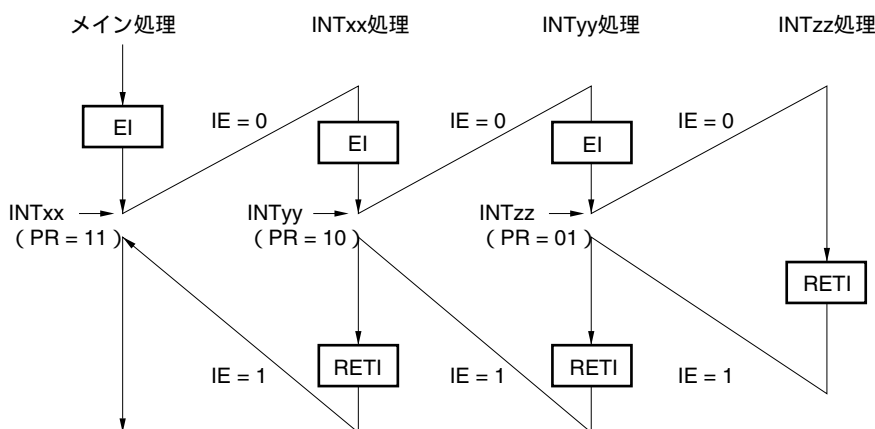 メイン処理 INTxx処理 INTyy処理 INTzz処理
EI IE = 0 EI IE = 0 EI IE = 0
INTxx INTyy INTzz
（PR = 11） （PR = 10） （PR = 01）
RETI
IE = 1 RETI IE = 1 RETI IE = 1